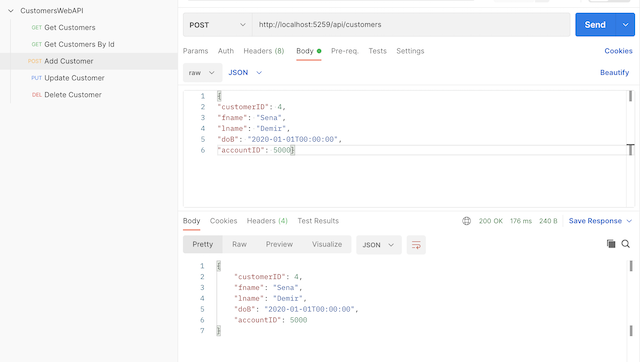 CustomersWebAPI
GET Get Customers
GET Get Customers By Id
POST Add Customer
PUT Update Customer
DEL Delete Customer
POST http://localhost:5259/api/customers Send
Params Auth Headers (8) Body Pre-req. Tests Settings Cookies
raw JSON Beautify
1 {
2 "customerID": 4,
3 "fname": "Sena",
4 "lname": "Demir",
5 "doB": "2020-01-01T00:00:00",
6 "accountID": 5000}
Body Cookies Headers (4) Test Results 200 OK 176 ms 240 B Save Response
Pretty Raw Preview Visualize JSON
1 {
2 "customerID": 4,
3 "fname": "Sena",
4 "lname": "Demir",
5 "doB": "2020-01-01T00:00:00",
6 "accountID": 5000
7 }